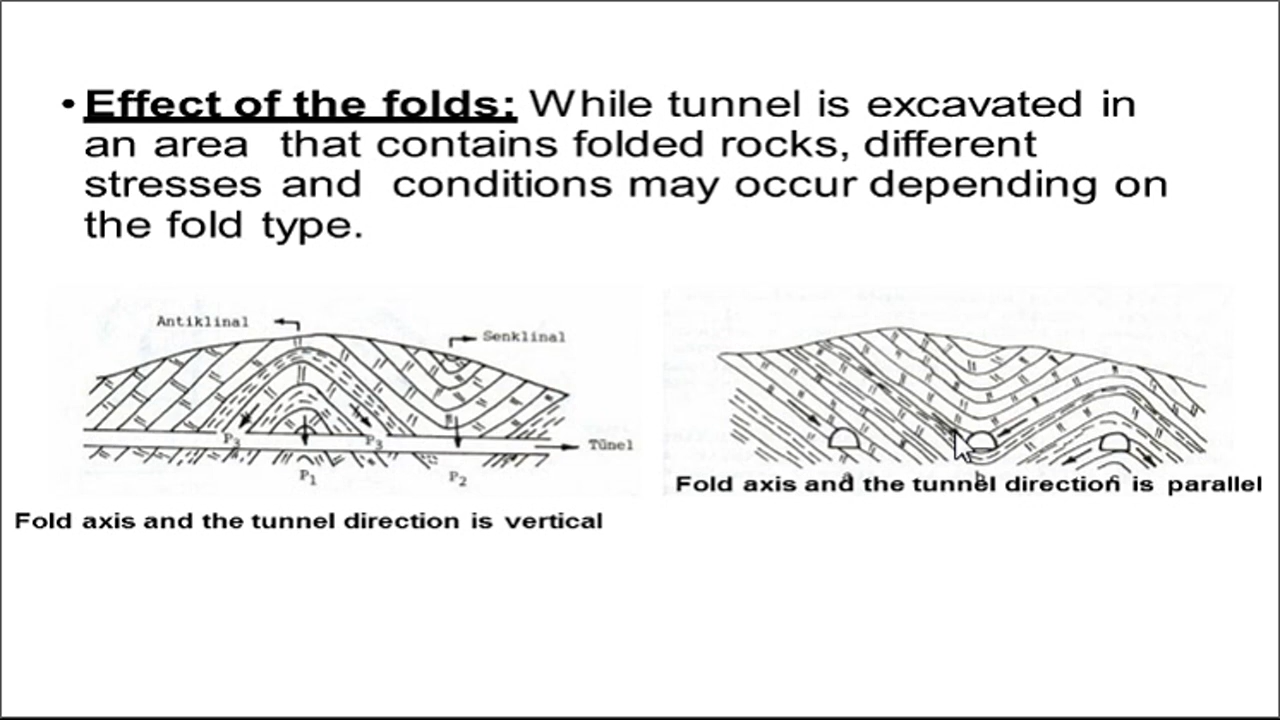 • Effect of the folds: While tunnel is excavated in
an area that contains folded rocks, different
stresses and conditions may occur depending on
the fold type.
Antiklinal
Senklinal
P3
P3
Tünel
P1
P2
a
b
c
Fold axis and the tunnel direction is parallel
Fold axis and the tunnel direction is vertical